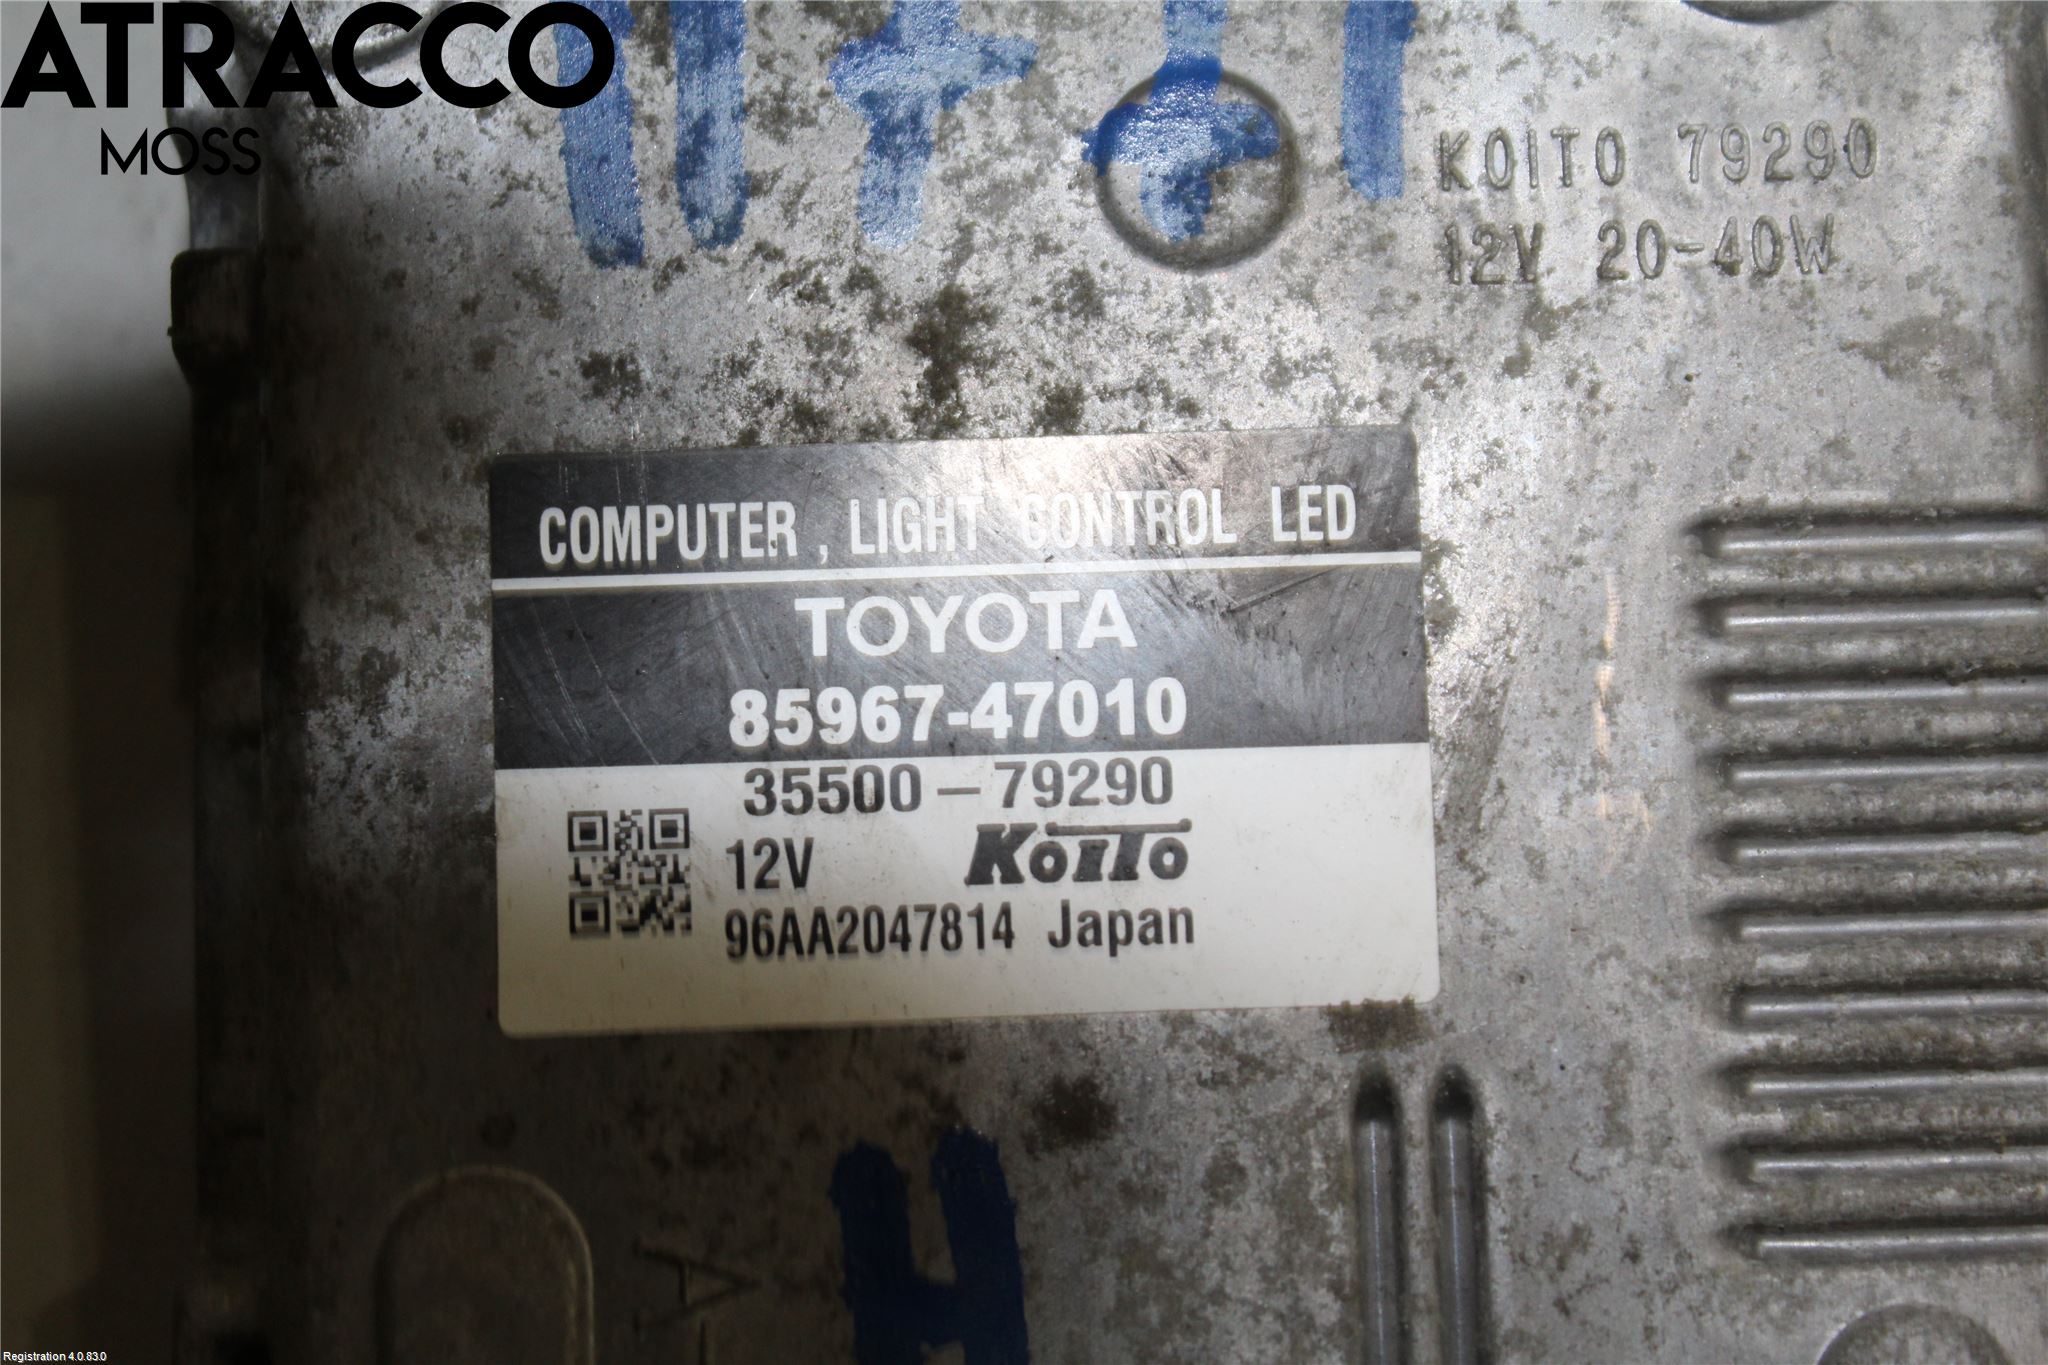 ATRACCO
MOSS
KOITO 79290
12V 20-40W
COMPUTER , LIGHT CONTROL LED
TOYOTA
85967-47010
35500-79290
12V KOITO
96AA2047814 Japan
H
Registration 4.0.83.0